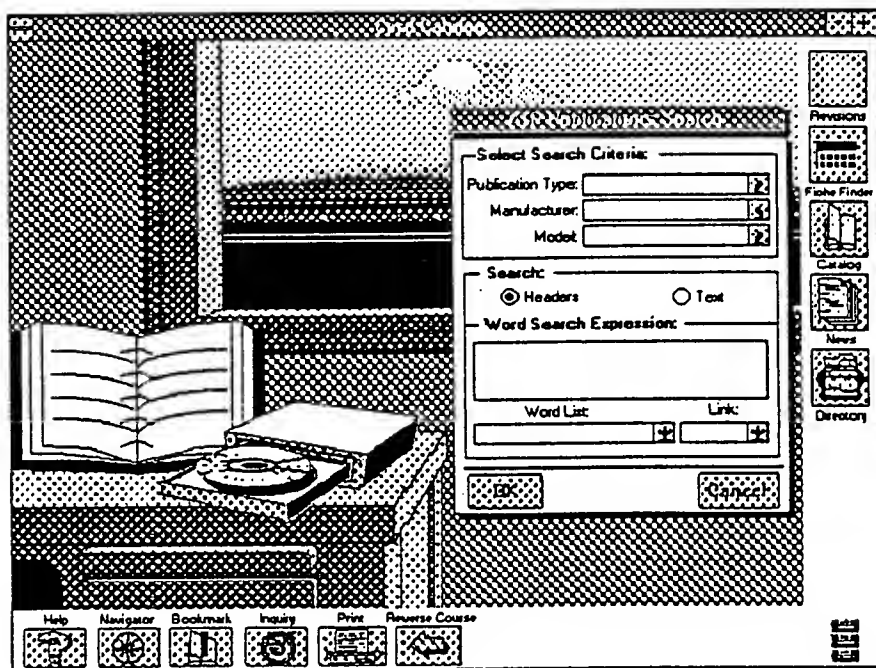 Revisions
Select Search Criteria:
Publication Type:
Manufacturer:
Model:
Fiche Finder
Catalog
Search:
Headers Text
News
Word Search Expression:
Directory
Word List: Link:
OK Cancel
Help Navigator Bookmark Inquiry Print Reverse Course